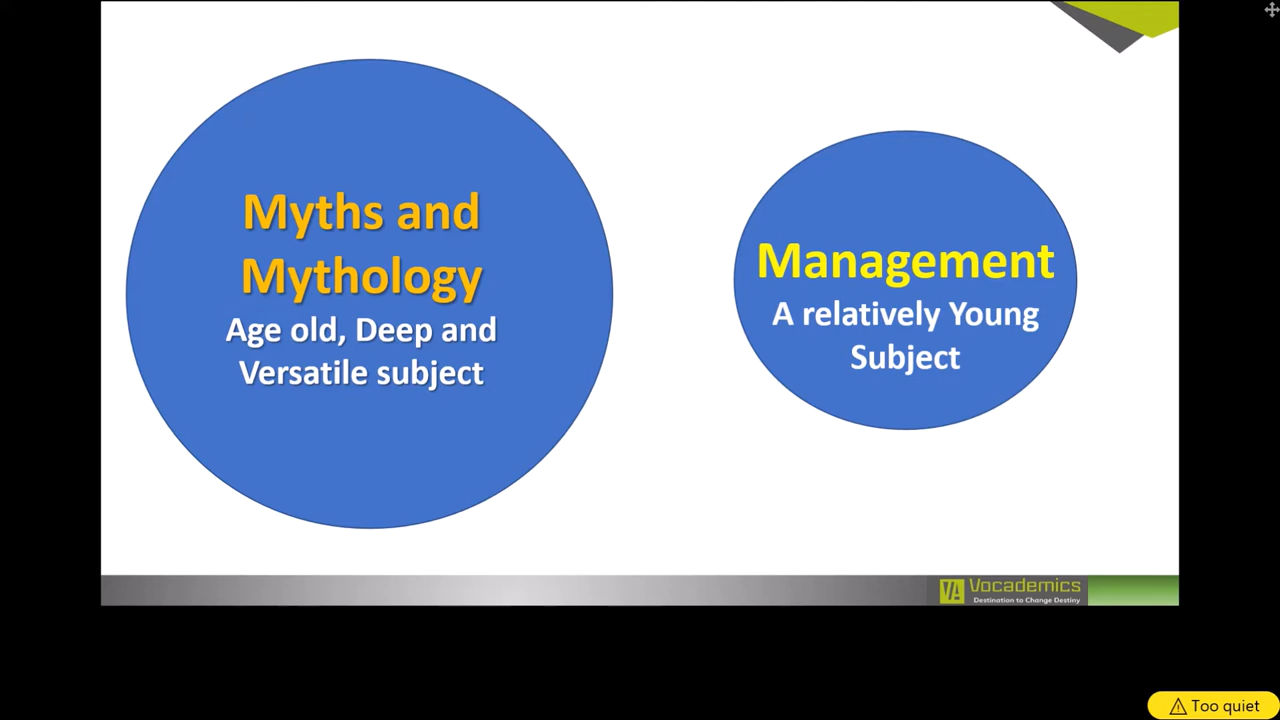 Myths and
Mythology
Age old, Deep and
Versatile subject
Management
A relatively Young
Subject
VA Vocademics
Destination to Change Destiny
Too quiet